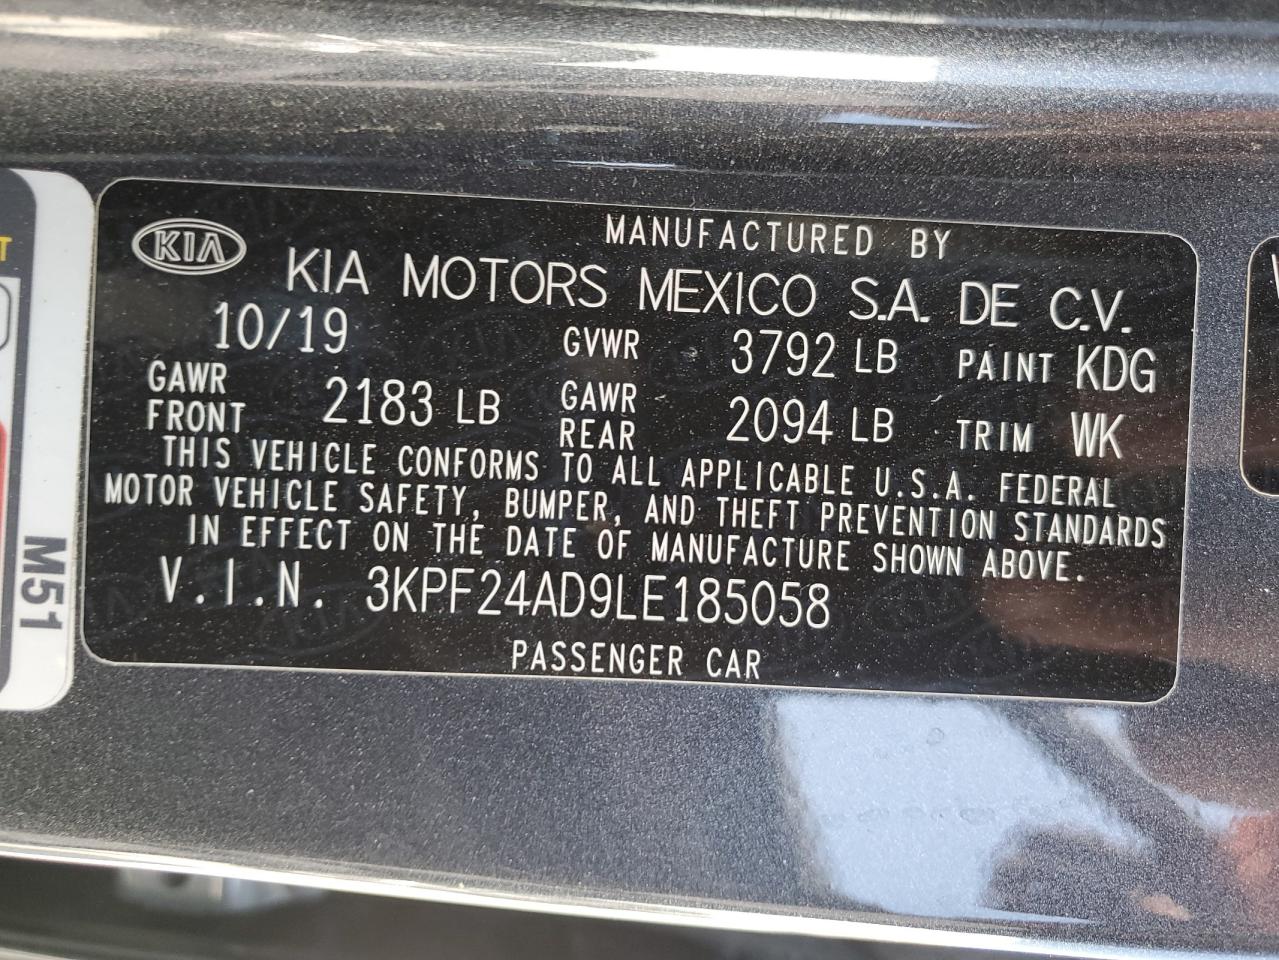 MANUFACTURED BY
KIA KIA MOTORS MEXICO S.A. DE C.V.
10/19 GVWR 3792 LB PAINT KDG
GAWR FRONT 2183 LB GAWR REAR 2094 LB TRIM WK
THIS VEHICLE CONFORMS TO ALL APPLICABLE U.S.A. FEDERAL
MOTOR VEHICLE SAFETY, BUMPER, AND THEFT PREVENTION STANDARDS
IN EFFECT ON THE DATE OF MANUFACTURE SHOWN ABOVE.
V.I.N. 3KPF24AD9LE185058
PASSENGER CAR
M51